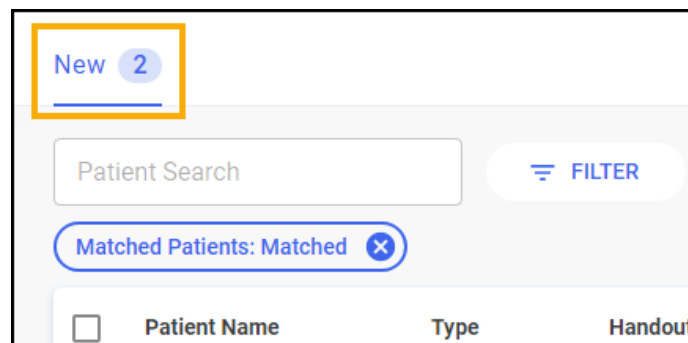 New 2
Patient Search FILTER
Matched Patients: Matched
Patient Name Type Handout